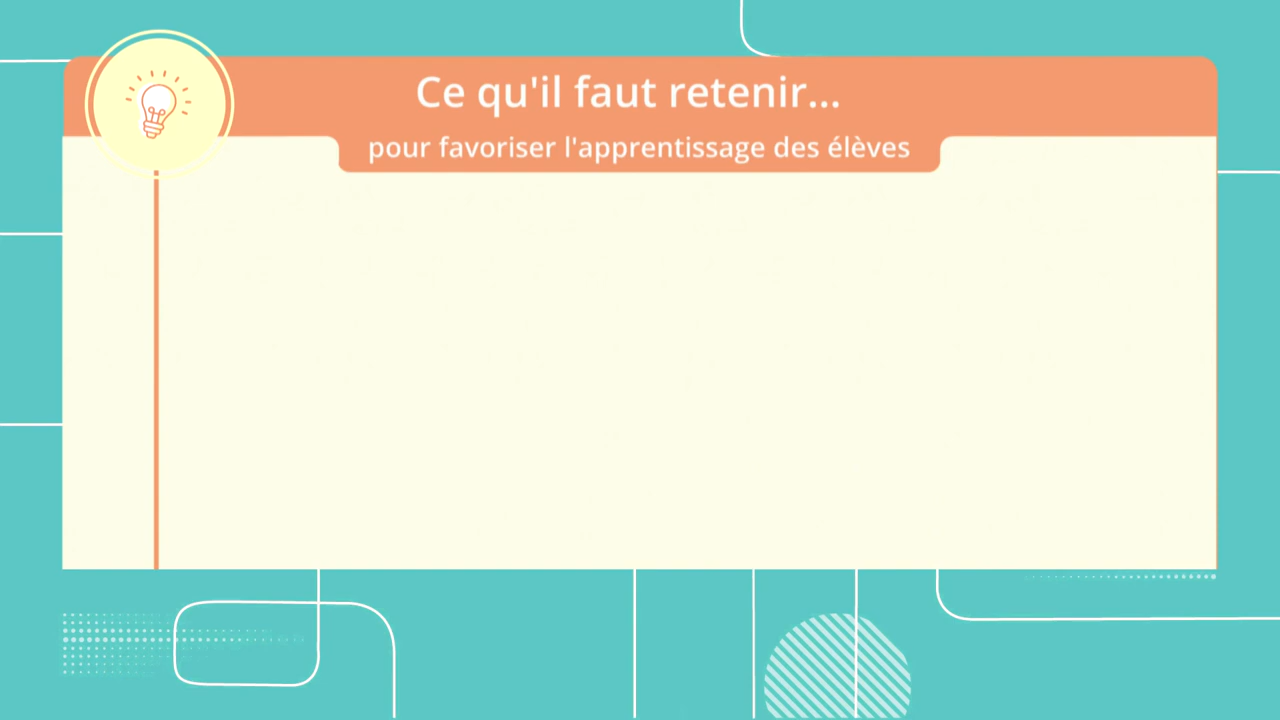 Ce qu'il faut retenir...
pour favoriser l'apprentissage des élèves